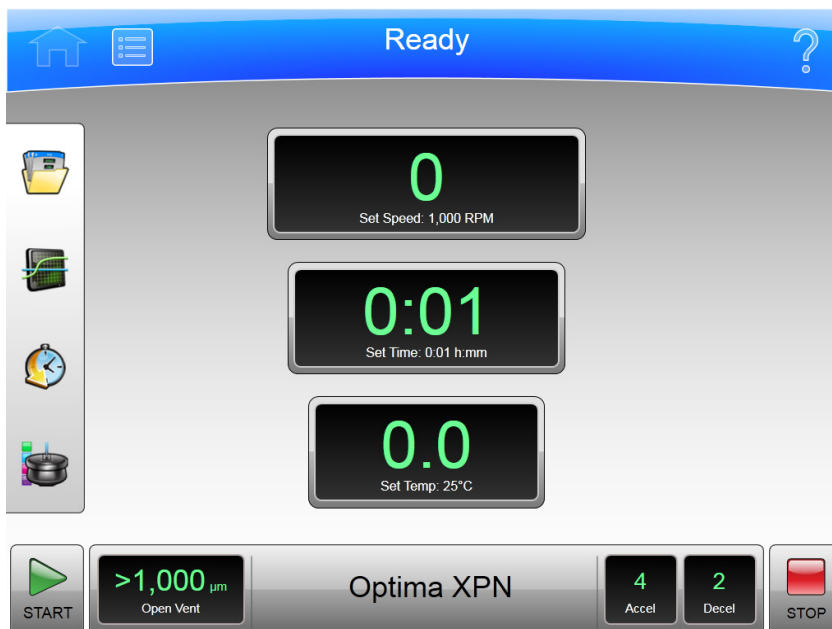 Ready
?
0
Set Speed: 1,000 RPM
0:01
Set Time: 0:01 h:mm
0.0
Set Temp: 25°C
START
>1,000 µm
Open Vent
Optima XPN
4
Accel
2
Decel
STOP